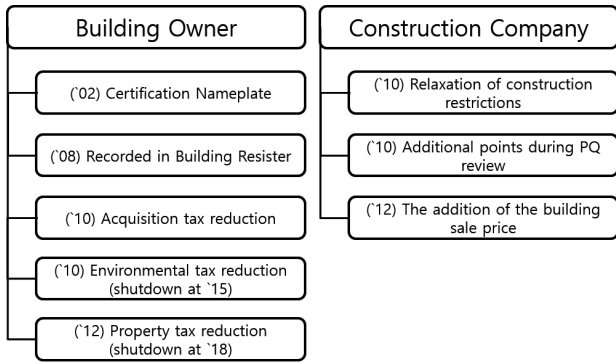 Building Owner
(`02) Certification Nameplate
(`08) Recorded in Building Resister
(`10) Acquisition tax reduction
(`10) Environmental tax reduction
(shutdown at `15)
(`12) Property tax reduction
(shutdown at `18)
Construction Company
(`10) Relaxation of construction
restrictions
(`10) Additional points during PQ
review
(`12) The addition of the building
sale price